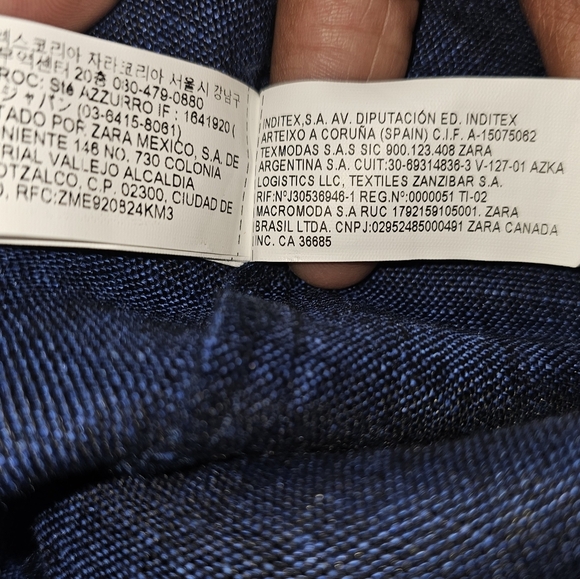 엑스코리아 자라코리아 서울시 강남구
무역센터 20층 080-479-0880
ROC: Sté AZZURRO IF : 1641920 (
ジャパン (03-6415-8061)
TADO POR ZARA MEXICO, S.A. DE
NIENTE 146 NO. 730 COLONIA
RIAL VALLEJO ALCALDIA
OTZALCO, C.P. 02300, CIUDAD DE
, RFC:ZME920824KM3
INDITEX,S.A. AV. DIPUTACIÓN ED. INDITEX
ARTEIXO A CORUÑA (SPAIN) C.I.F. A-15075062
TEXMODAS S.A.S SIC 900.123.408 ZARA
ARGENTINA S.A. CUIT:30-69314836-3 V-127-01 AZKA
LOGISTICS LLC, TEXTILES ZANZIBAR S.A.
RIF:NºJ30536946-1 REG.Nº:0000051 TI-02
MACROMODA S.A RUC 1792159105001. ZARA
BRASIL LTDA. CNPJ:02952485000491 ZARA CANADA
INC. CA 36685